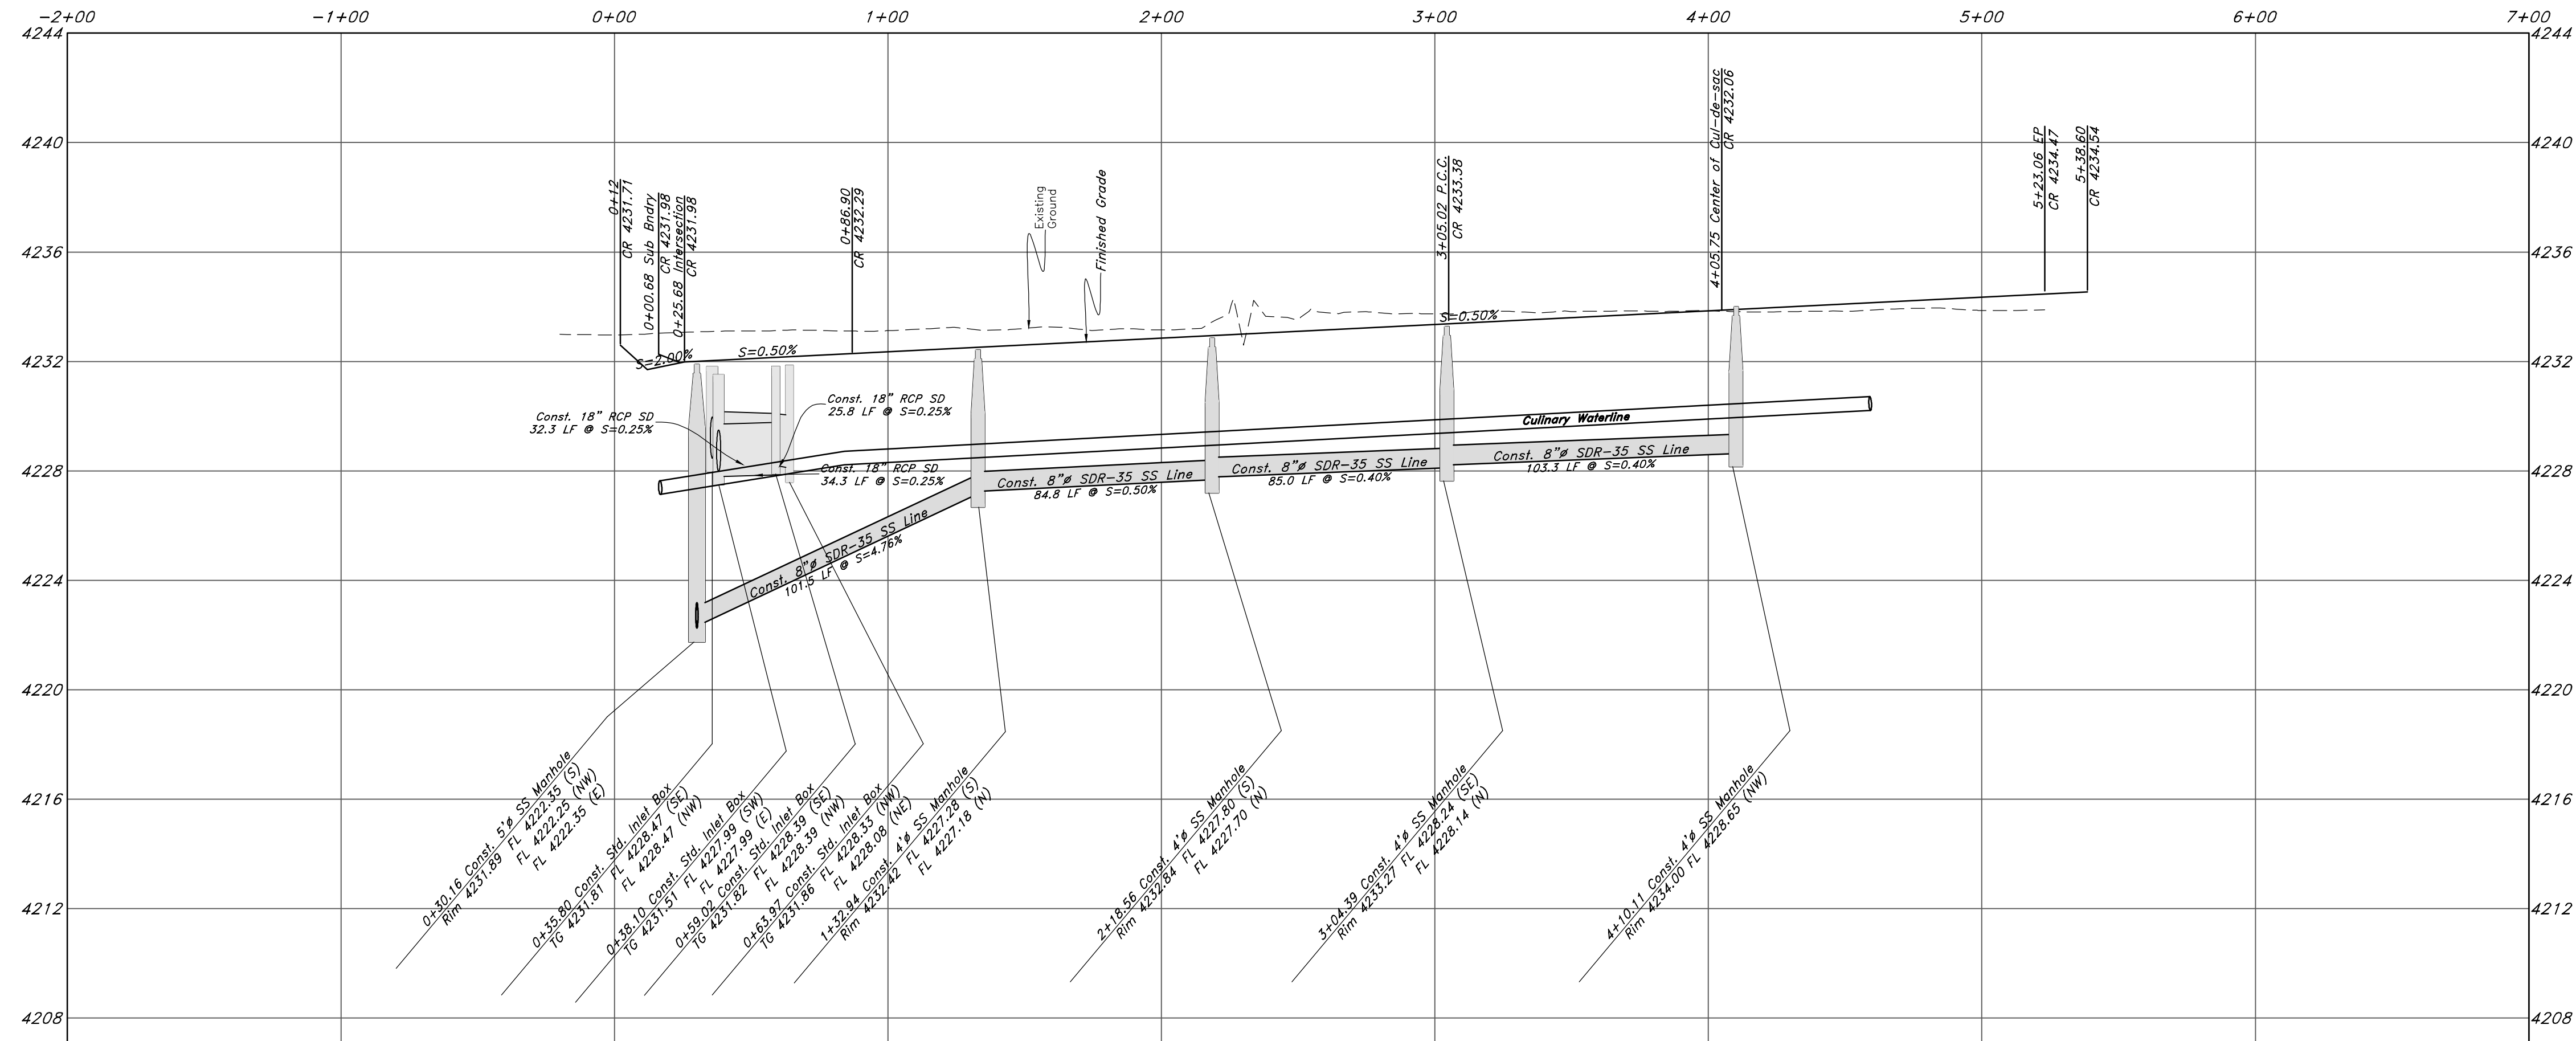 -2+00
-1+00
0+00
1+00
2+00
3+00
4+00
5+00
6+00
7+00
4244
4244
4240
4240
4236
4236
4232
4232
4228
4228
4224
4224
4220
4220
4216
4216
4212
4212
4208
4208
0+12
CR 4231.71
0+00.68 Sub Bndry
CR 4231.98
0+25.68 Intersection
CR 4231.98
0+86.90
CR 4232.29
Existing
Ground
Finished Grade
3+05.02 P.C.C.
CR 4233.38
4+05.75 Center of Cul-de-sac
CR 4232.06
5+23.06 EP
CR 4234.47
5+38.60
CR 4234.54
S=2.00%
S=0.50%
S=0.50%
Const. 18" RCP SD
32.3 LF @ S=0.25%
Const. 18" RCP SD
25.8 LF @ S=0.25%
Const. 18" RCP SD
34.3 LF @ S=0.25%
Culinary Waterline
Const. 8"ø SDR-35 SS Line
101.5 LF @ S=4.76%
Const. 8"ø SDR-35 SS Line
84.8 LF @ S=0.50%
Const. 8"ø SDR-35 SS Line
85.0 LF @ S=0.40%
Const. 8"ø SDR-35 SS Line
103.3 LF @ S=0.40%
0+30.16 Const. 5'ø SS Manhole
Rim 4231.89 FL 4222.35 (S)
FL 4222.25 (NW)
FL 4222.35 (E)
0+35.80 Const. Std. Inlet Box
TG 4231.81 FL 4228.47 (SE)
FL 4228.47 (NW)
0+38.10 Const. Std. Inlet Box
TG 4231.51 FL 4227.99 (SW)
FL 4227.99 (E)
0+59.02 Const. Std. Inlet Box
TG 4231.82 FL 4228.39 (SE)
FL 4228.39 (NW)
0+63.97 Const. Std. Inlet Box
TG 4231.86 FL 4228.33 (NW)
FL 4228.08 (NE)
1+32.94 Const. 4'ø SS Manhole
Rim 4232.42 FL 4227.28 (S)
FL 4227.18 (N)
2+18.56 Const. 4'ø SS Manhole
Rim 4232.84 FL 4227.80 (S)
FL 4227.70 (N)
3+04.39 Const. 4'ø SS Manhole
Rim 4233.27 FL 4228.24 (SE)
FL 4228.14 (N)
4+10.11 Const. 4'ø SS Manhole
Rim 4234.00 FL 4228.65 (NW)